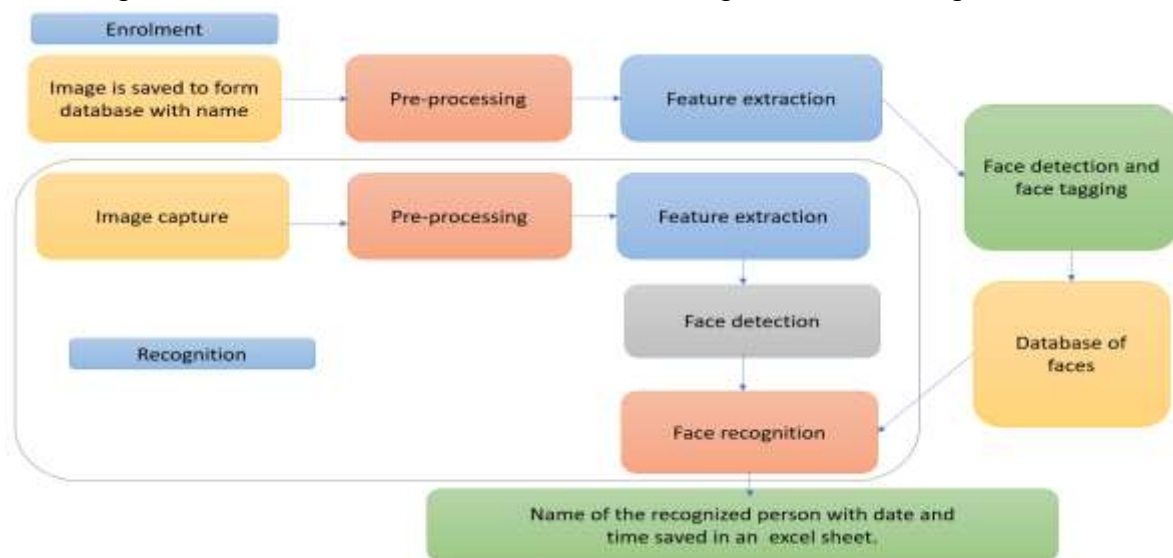 Enrolment
Image is saved to form
database with name
Pre-processing
Feature extraction
Face detection and
face tagging
Image capture
Pre-processing
Feature extraction
Face detection
Recognition
Database of
faces
Face recognition
Name of the recognized person with date and
time saved in an excel sheet.